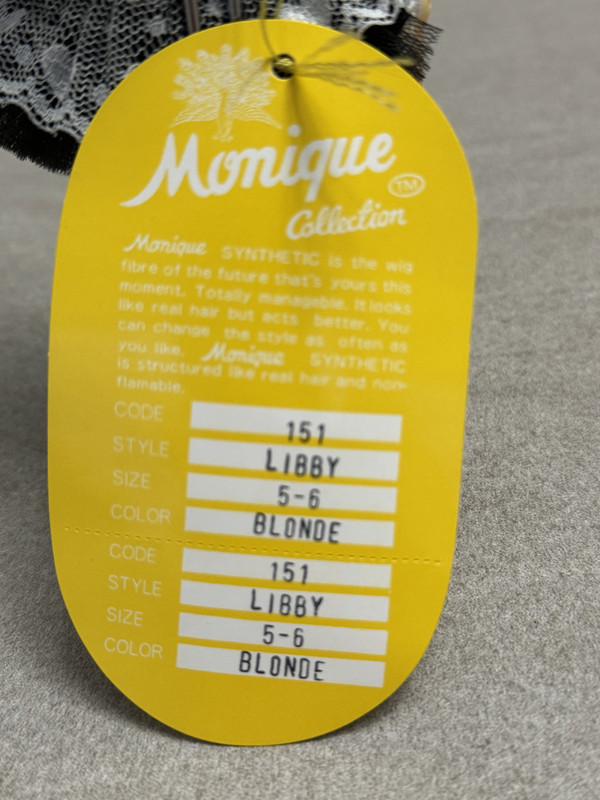 Monique TM
Collection
Monique SYNTHETIC is the wig
fibre of the future that's yours this
moment. Totally manageable. It looks
like real hair but acts better. You
can change the style as often as
you like. Monique SYNTHETIC
is structured like real hair and non-
flamable.
CODE 151
STYLE LIBBY
SIZE 5-6
COLOR BLONDE
CODE 151
STYLE LIBBY
SIZE 5-6
COLOR BLONDE